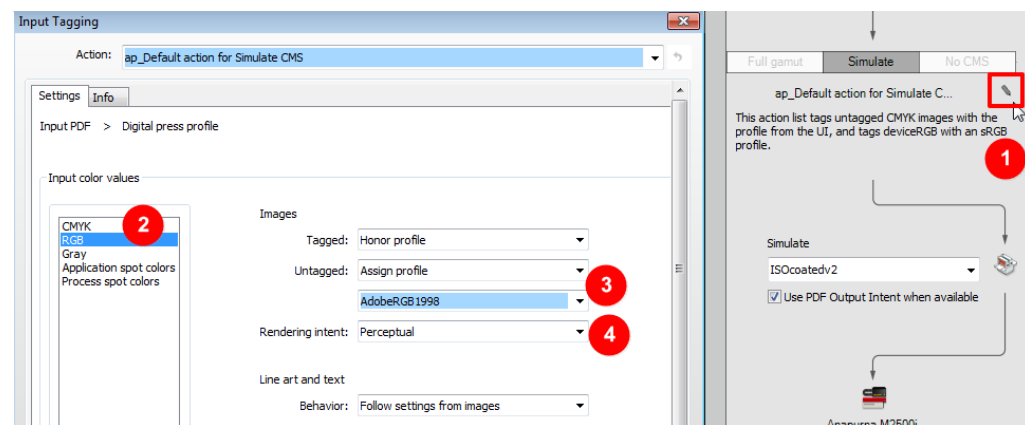 Input Tagging
Action: ap_Default action for Simulate CMS
Settings Info
Input PDF > Digital press profile
Input color values
CMYK
RGB
Gray
Application spot colors
Process spot colors
2
Images
Tagged: Honor profile
Untagged: Assign profile
AdobeRGB1998
3
Rendering intent: Perceptual
4
Line art and text
Behavior: Follow settings from images
Full gamut Simulate No CMS
ap_Default action for Simulate C...
This action list tags untagged CMYK images with the
profile from the UI, and tags deviceRGB with an sRGB
profile.
1
Simulate
ISOcoatedv2
Use PDF Output Intent when available
Anapurna M2500i